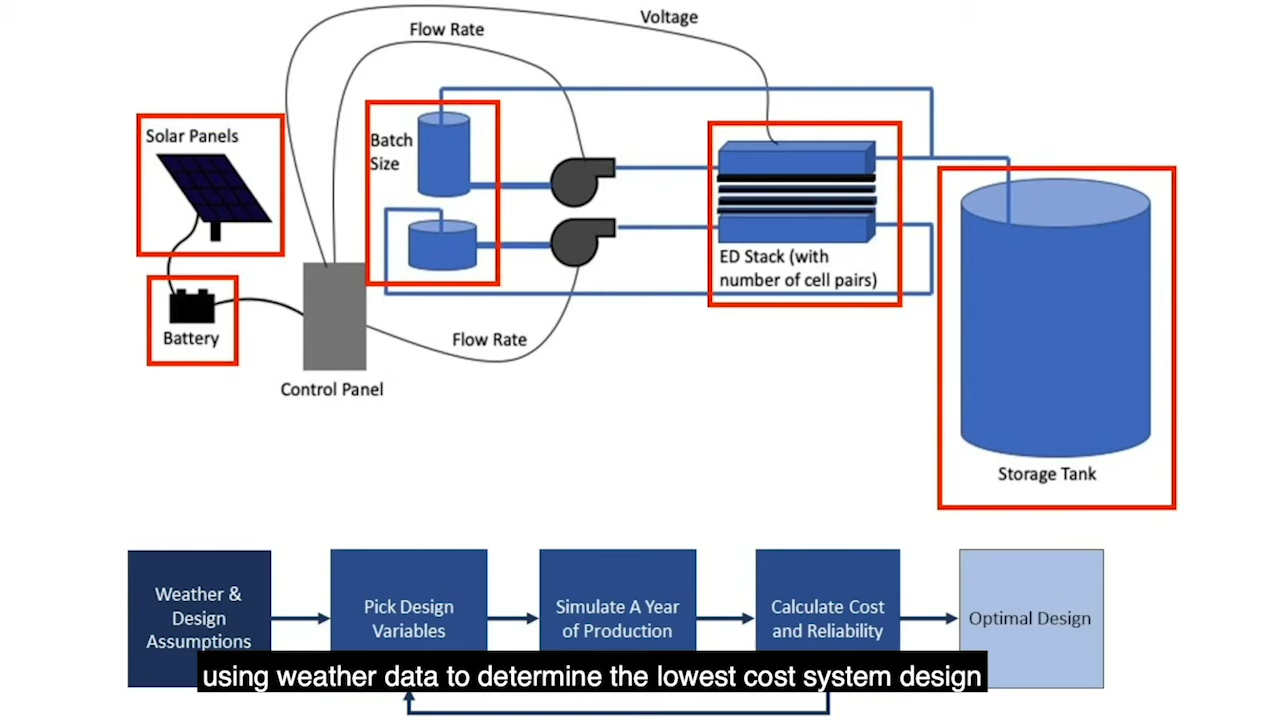 Voltage
Flow Rate
Solar Panels
Batch
Size
ED Stack (with
number of cell pairs)
Battery
Flow Rate
Control Panel
Storage Tank
Weather &
Design
Assumptions
Pick Design
Variables
Simulate A Year
of Production
Calculate Cost
and Reliability
Optimal Design
using weather data to determine the lowest cost system design